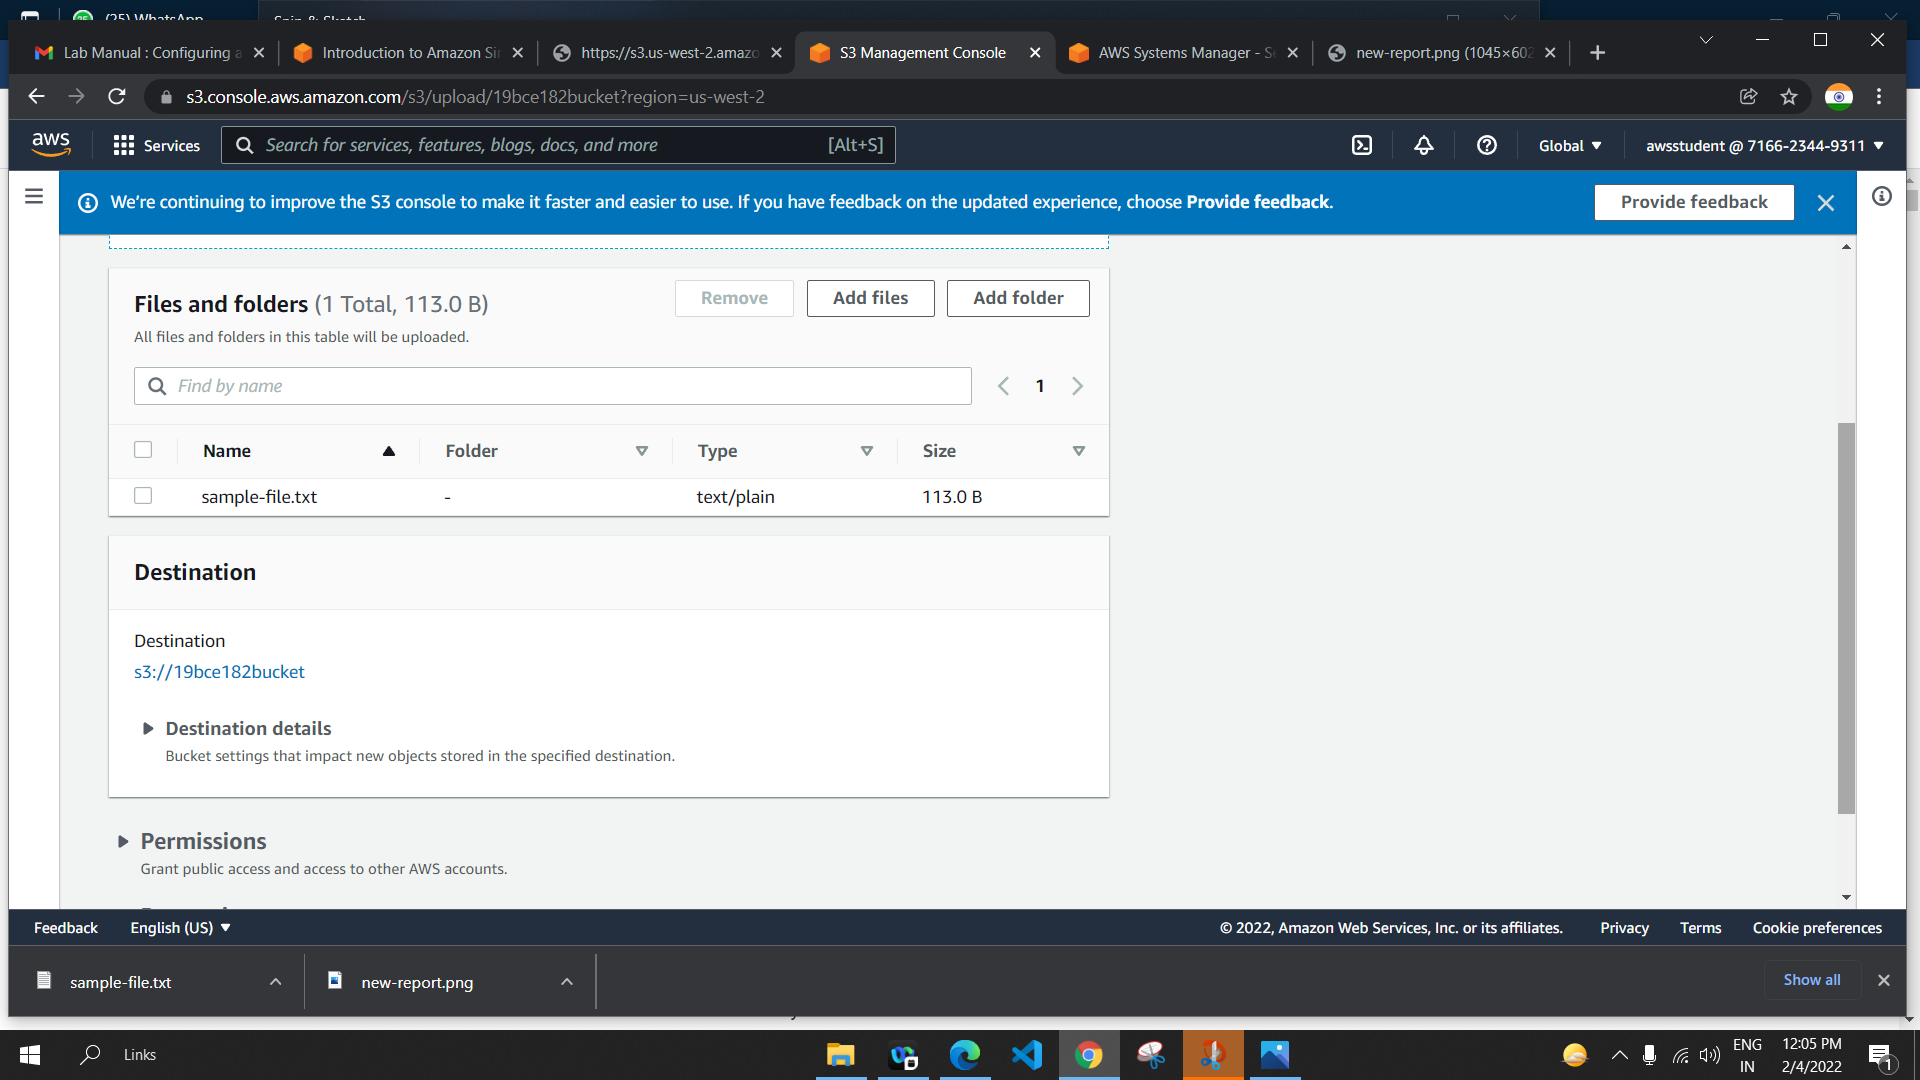 (25) WhatsApp
Spin & Sketch
Lab Manual : Configuring a
Introduction to Amazon Si
https://s3.us-west-2.amazo
S3 Management Console
AWS Systems Manager - Se
new-report.png (1045×602
s3.console.aws.amazon.com/s3/upload/19bce182bucket?region=us-west-2
aws
Services
Search for services, features, blogs, docs, and more
[Alt+S]
Global
awsstudent @ 7166-2344-9311
We're continuing to improve the S3 console to make it faster and easier to use. If you have feedback on the updated experience, choose Provide feedback.
Provide feedback
Files and folders (1 Total, 113.0 B)
Remove
Add files
Add folder
All files and folders in this table will be uploaded.
Find by name
1
Name
Folder
Type
Size
sample-file.txt
-
text/plain
113.0 B
Destination
Destination
s3://19bce182bucket
Destination details
Bucket settings that impact new objects stored in the specified destination.
Permissions
Grant public access and access to other AWS accounts.
Feedback
English (US)
© 2022, Amazon Web Services, Inc. or its affiliates.
Privacy
Terms
Cookie preferences
sample-file.txt
new-report.png
Show all
Links
ENG
IN
12:05 PM
2/4/2022
1